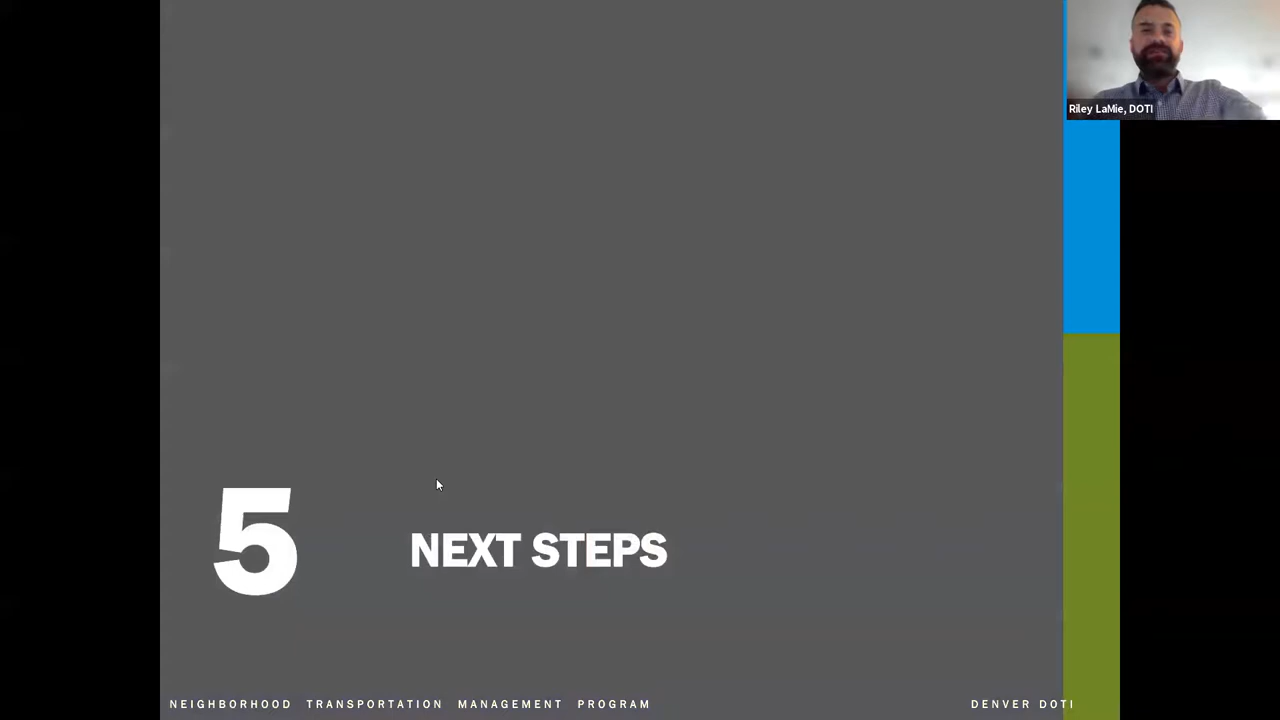 Riley LaMie, DOTI
5
NEXT STEPS
NEIGHBORHOOD TRANSPORTATION MANAGEMENT PROGRAM
DENVER DOTI